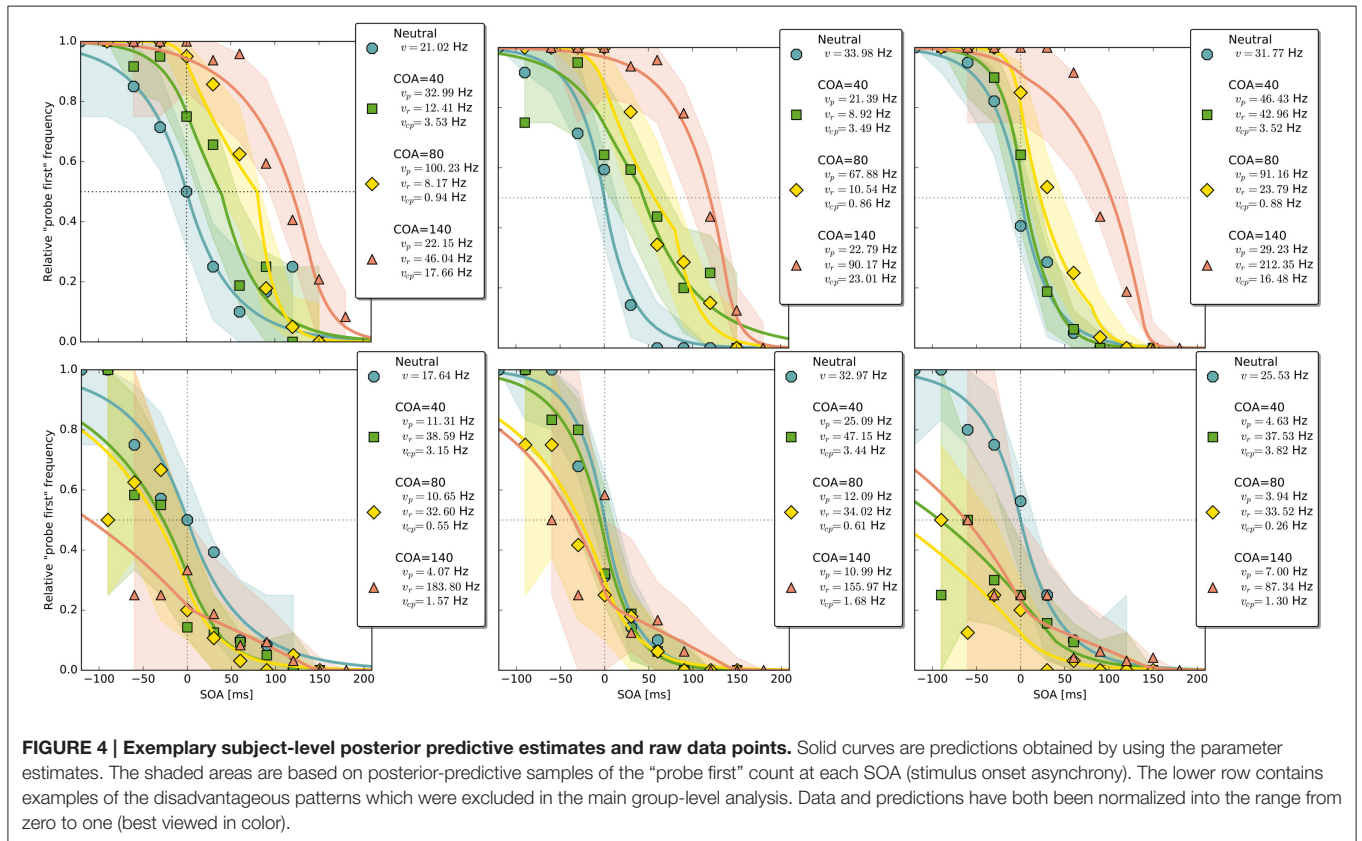 1.0
0.8
0.6
0.4
0.2
0.0
Relative "probe first" frequency
Neutral
v = 21.02 Hz
COA=40
v_p = 32.99 Hz
v_r = 12.41 Hz
v_cp = 3.53 Hz
COA=80
v_p = 100.23 Hz
v_r = 8.17 Hz
v_cp = 0.94 Hz
COA=140
v_p = 22.15 Hz
v_r = 46.04 Hz
v_cp = 17.66 Hz
Neutral
v = 33.98 Hz
COA=40
v_p = 21.39 Hz
v_r = 8.92 Hz
v_cp = 3.49 Hz
COA=80
v_p = 67.88 Hz
v_r = 10.54 Hz
v_cp = 0.86 Hz
COA=140
v_p = 22.79 Hz
v_r = 90.17 Hz
v_cp = 23.01 Hz
Neutral
v = 31.77 Hz
COA=40
v_p = 46.43 Hz
v_r = 42.96 Hz
v_cp = 3.52 Hz
COA=80
v_p = 91.16 Hz
v_r = 23.79 Hz
v_cp = 0.88 Hz
COA=140
v_p = 29.23 Hz
v_r = 212.35 Hz
v_cp = 16.48 Hz
1.0
0.8
0.6
0.4
0.2
0.0
Relative "probe first" frequency
−100 −50 0 50 100 150 200
SOA [ms]
Neutral
v = 17.64 Hz
COA=40
v_p = 11.31 Hz
v_r = 38.59 Hz
v_cp = 3.15 Hz
COA=80
v_p = 10.65 Hz
v_r = 32.60 Hz
v_cp = 0.55 Hz
COA=140
v_p = 4.07 Hz
v_r = 183.80 Hz
v_cp = 1.57 Hz
−100 −50 0 50 100 150 200
SOA [ms]
Neutral
v = 32.97 Hz
COA=40
v_p = 25.09 Hz
v_r = 47.15 Hz
v_cp = 3.44 Hz
COA=80
v_p = 12.09 Hz
v_r = 34.02 Hz
v_cp = 0.61 Hz
COA=140
v_p = 10.99 Hz
v_r = 155.97 Hz
v_cp = 1.68 Hz
−100 −50 0 50 100 150 200
SOA [ms]
Neutral
v = 25.53 Hz
COA=40
v_p = 4.63 Hz
v_r = 37.53 Hz
v_cp = 3.82 Hz
COA=80
v_p = 3.94 Hz
v_r = 33.52 Hz
v_cp = 0.26 Hz
COA=140
v_p = 7.00 Hz
v_r = 87.34 Hz
v_cp = 1.30 Hz
FIGURE 4 | Exemplary subject-level posterior predictive estimates and raw data points. Solid curves are predictions obtained by using the parameter
estimates. The shaded areas are based on posterior-predictive samples of the “probe first” count at each SOA (stimulus onset asynchrony). The lower row contains
examples of the disadvantageous patterns which were excluded in the main group-level analysis. Data and predictions have both been normalized into the range from
zero to one (best viewed in color).